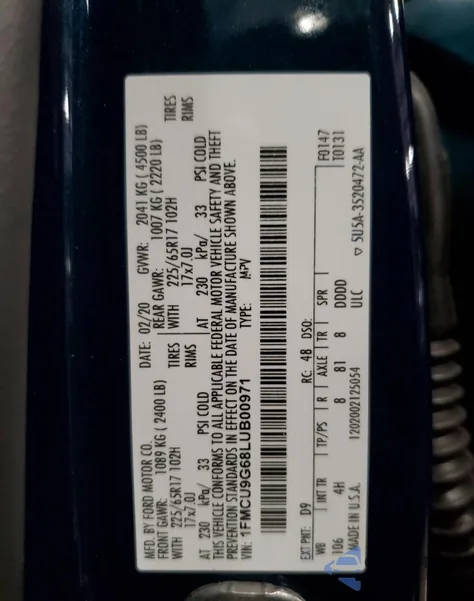 MFD. BY FORD MOTOR CO. DATE: 02/20 GVWR: 2041 KG ( 4500 LB)
FRONT GAWR: 1089 KG ( 2400 LB) REAR GAWR: 1007 KG ( 2220 LB)
WITH 225/65R17 102H TIRES WITH 225/65R17 102H TIRES
17x7.0J RIMS 17x7.0J RIMS
AT 230 kPa/ 33 PSI COLD AT 230 kPa/ 33 PSI COLD
THIS VEHICLE CONFORMS TO ALL APPLICABLE FEDERAL MOTOR VEHICLE SAFETY AND THEFT
PREVENTION STANDARDS IN EFFECT ON THE DATE OF MANUFACTURE SHOWN ABOVE.
VIN: 1FMCU9G68LUB00971 TYPE: MPV
EXT PNT: D9 RC: 48 DSO: F0147
WB INT TR TP/PS R AXLE TR SPR T0131
106 4H 8 81 8 DDDD
MADE IN U.S.A. 1202002125054 ULC ▽ 5U5A-3520472-AA